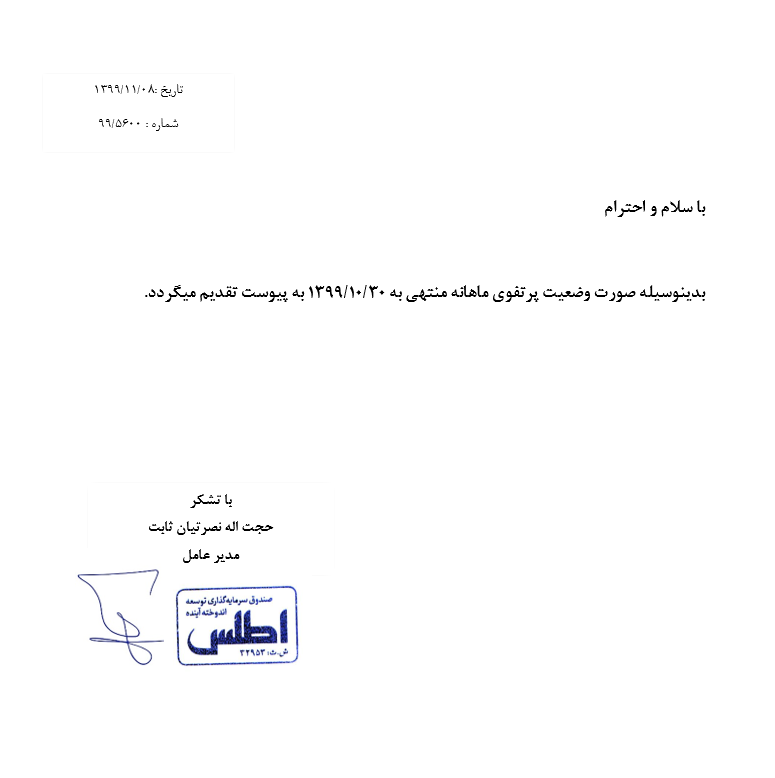 تاریخ :۱۳۹۹/۱۱/۰۸
شماره : ۹۹/۵۶۰۰
با سلام و احترام
بدینوسیله صورت وضعیت پرتفوی ماهانه منتهی به ۱۳۹۹/۱۰/۳۰ به پیوست تقدیم میگردد.
با تشکر
حجت اله نصرتیان ثابت
مدیر عامل
صندوق سرمایه‌گذاری توسعه
اندوخته آینده
اطلس
ش.ث: ۳۲۹۵۳